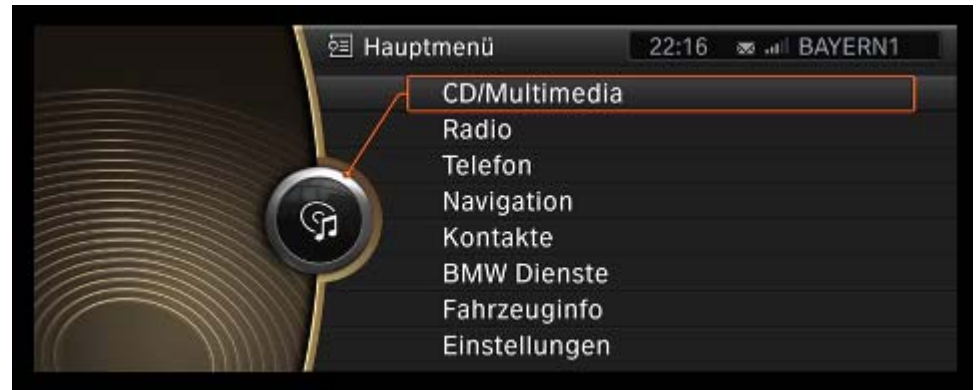 Hauptmenü 22:16 BAYERN1
CD/Multimedia
Radio
Telefon
Navigation
Kontakte
BMW Dienste
Fahrzeuginfo
Einstellungen